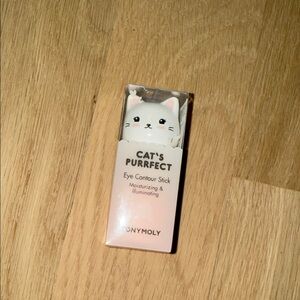 CAT'S
PURRFECT
Eye Contour Stick
Moisturizing &
Illuminating
TONYMOLY